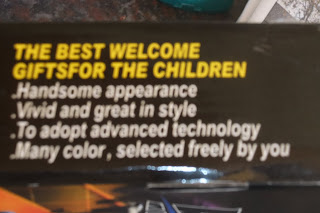 THE BEST WELCOME
GIFTSFOR THE CHILDREN
.Handsome appearance
.Vivid and great in style
.To adopt advanced technology
.Many color, selected freely by you